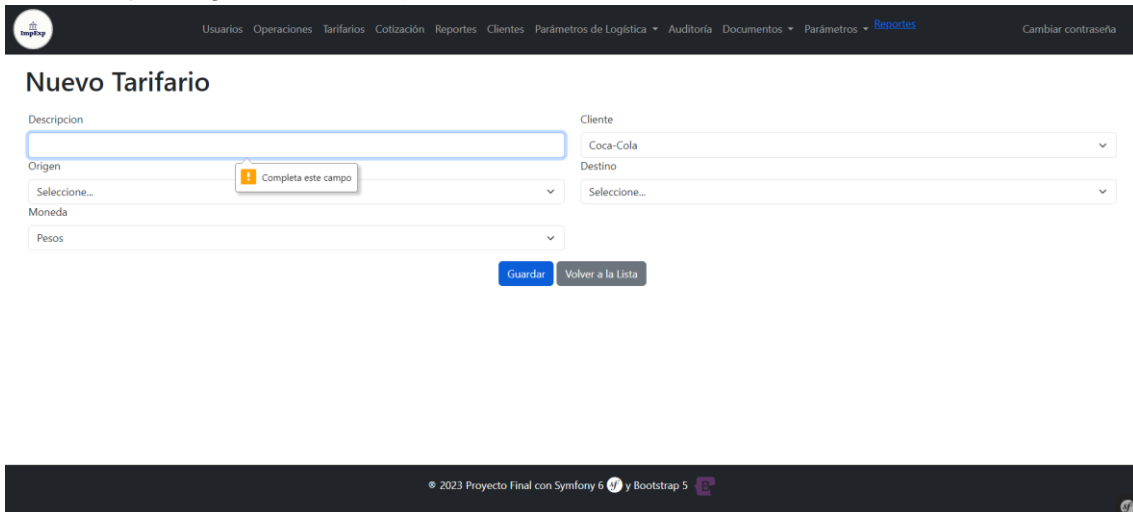 ImpExp
Usuarios Operaciones Tarifarios Cotización Reportes Clientes Parámetros de Logística Auditoría Documentos Parámetros Reportes Cambiar contraseña
Nuevo Tarifario
Descripcion Cliente
Coca-Cola
Origen Destino
Completa este campo
Seleccione... Seleccione...
Moneda
Pesos
Guardar Volver a la Lista
® 2023 Proyecto Final con Symfony 6 sf y Bootstrap 5 B
sf